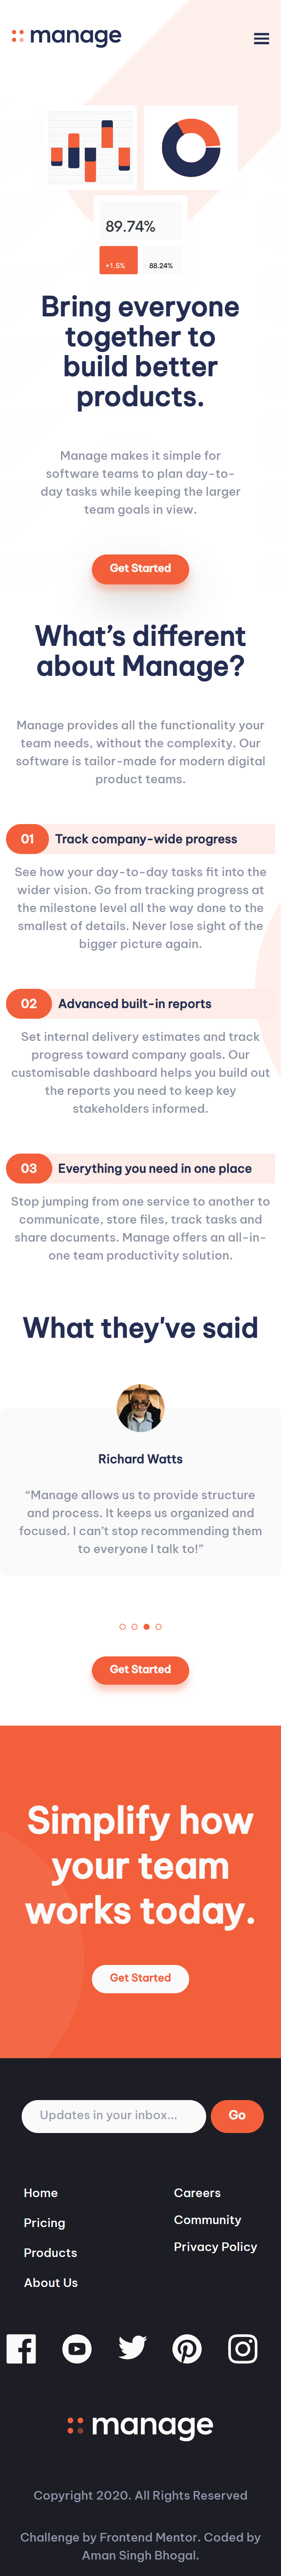 manage
89.74%
+1.5%
88.24%
Bring everyone
together to
build better
products.
Manage makes it simple for
software teams to plan day-to-
day tasks while keeping the larger
team goals in view.
Get Started
What’s different
about Manage?
Manage provides all the functionality your
team needs, without the complexity. Our
software is tailor-made for modern digital
product teams.
01 Track company-wide progress
See how your day-to-day tasks fit into the
wider vision. Go from tracking progress at
the milestone level all the way done to the
smallest of details. Never lose sight of the
bigger picture again.
02 Advanced built-in reports
Set internal delivery estimates and track
progress toward company goals. Our
customisable dashboard helps you build out
the reports you need to keep key
stakeholders informed.
03 Everything you need in one place
Stop jumping from one service to another to
communicate, store files, track tasks and
share documents. Manage offers an all-in-
one team productivity solution.
What they've said
Richard Watts
“Manage allows us to provide structure
and process. It keeps us organized and
focused. I can’t stop recommending them
to everyone I talk to!”
Get Started
Simplify how
your team
works today.
Get Started
Updates in your inbox...
Go
Home
Pricing
Products
About Us
Careers
Community
Privacy Policy
manage
Copyright 2020. All Rights Reserved
Challenge by Frontend Mentor. Coded by
Aman Singh Bhogal.